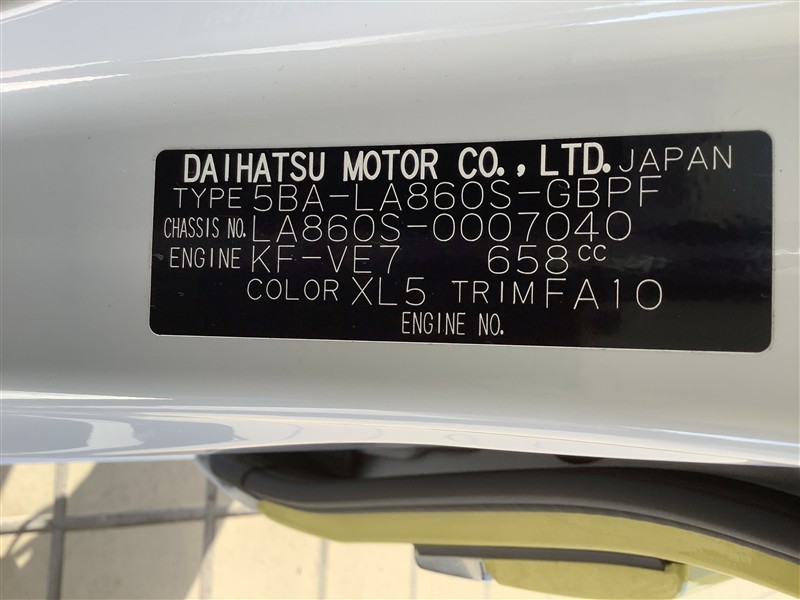 DAIHATSU MOTOR CO., LTD. JAPAN
TYPE 5BA-LA860S-GBPF
CHASSIS NO. LA860S-0007040
ENGINE KF-VE7 658cc
COLOR XL5 TRIM FA10
ENGINE NO.